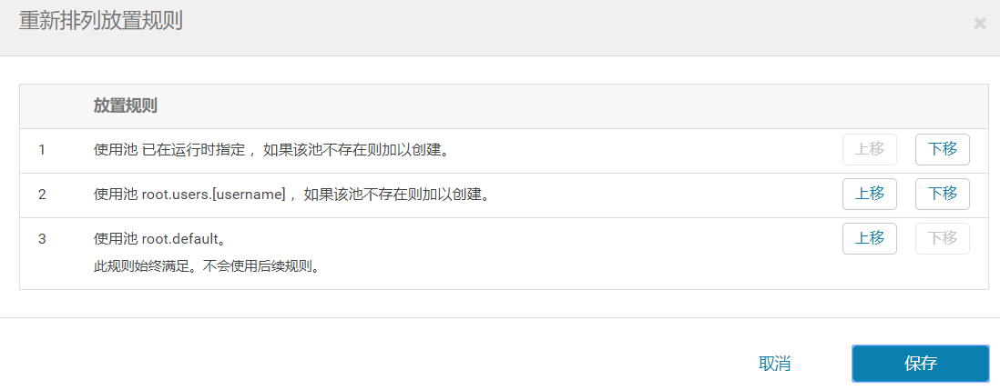 重新排列放置规则
放置规则
1 使用池 已在运行时指定 ，如果该池不存在则加以创建。 上移 下移
2 使用池 root.users.[username] ，如果该池不存在则加以创建。 上移 下移
3 使用池 root.default。 上移 下移
此规则始终满足。不会使用后续规则。
取消 保存